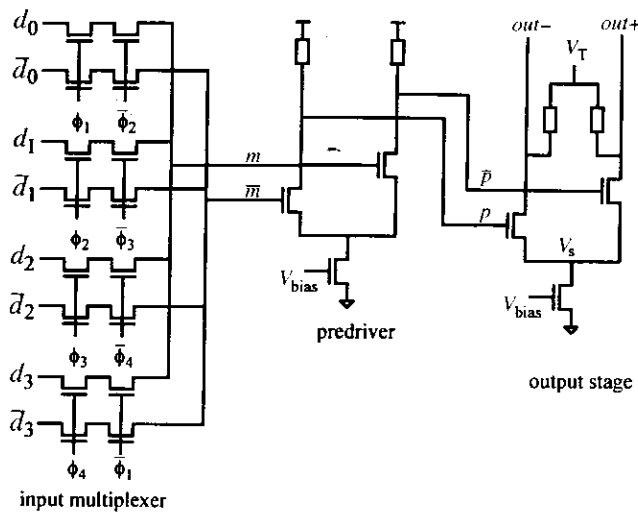 d₀
d̅₀
ϕ₁ ϕ̅₂
d₁
d̅₁
ϕ₂ ϕ̅₃
d₂
d̅₂
ϕ₃ ϕ̅₄
d₃
d̅₃
ϕ₄ ϕ̅₁
input multiplexer
m
m̅
V_bias
predriver
out− out+
V_T
p̅
p
V_s
V_bias
output stage